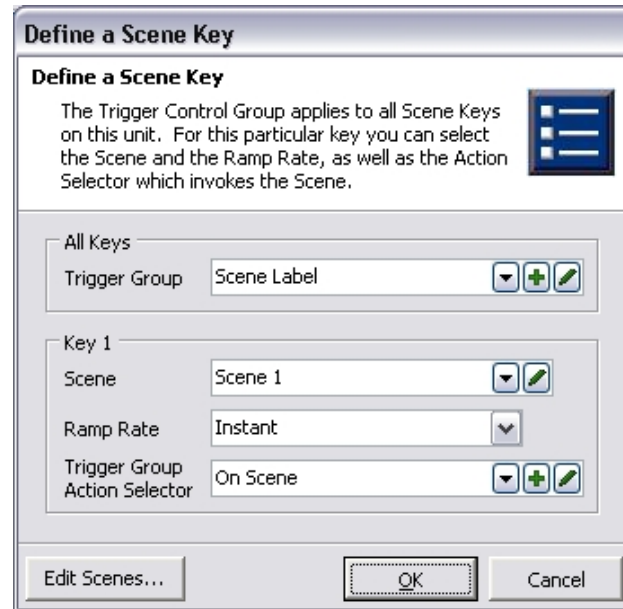 Define a Scene Key
Define a Scene Key
The Trigger Control Group applies to all Scene Keys
on this unit. For this particular key you can select
the Scene and the Ramp Rate, as well as the Action
Selector which invokes the Scene.
All Keys
Trigger Group Scene Label
Key 1
Scene Scene 1
Ramp Rate Instant
Trigger Group
Action Selector On Scene
Edit Scenes... OK Cancel